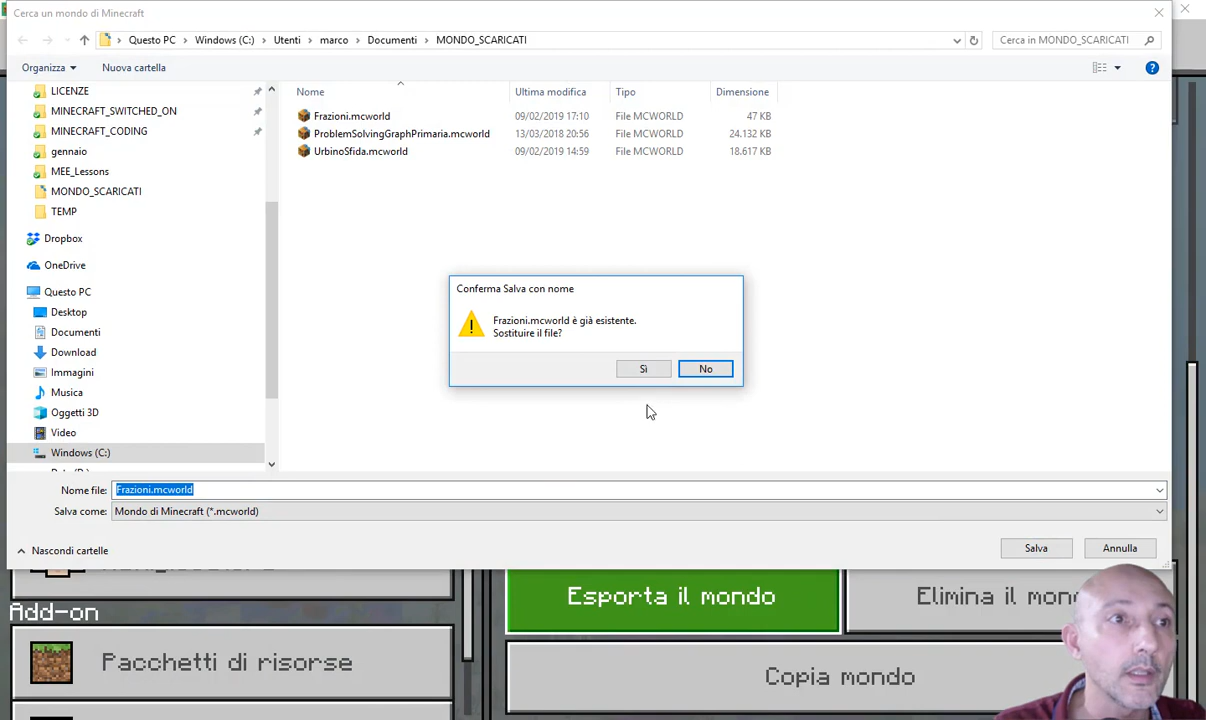 Cerca un mondo di Minecraft
Questo PC > Windows (C:) > Utenti > marco > Documenti > MONDO_SCARICATI
Cerca in MONDO_SCARICATI
Organizza
Nuova cartella
?
LICENZE
MINECRAFT_SWITCHED_ON
MINECRAFT_CODING
gennaio
MEE_Lessons
MONDO_SCARICATI
TEMP
Dropbox
OneDrive
Questo PC
Desktop
Documenti
Download
Immagini
Musica
Oggetti 3D
Video
Windows (C:)
Nome Ultima modifica Tipo Dimensione
Frazioni.mcworld 09/02/2019 17:10 File MCWORLD 47 KB
ProblemSolvingGraphPrimaria.mcworld 13/03/2018 20:56 File MCWORLD 24.132 KB
UrbinoSfida.mcworld 09/02/2019 14:59 File MCWORLD 18.617 KB
Conferma Salva con nome
Frazioni.mcworld è già esistente.
Sostituire il file?
Sì
No
Nome file: Frazioni.mcworld
Salva come: Mondo di Minecraft (*.mcworld)
Nascondi cartelle
Salva
Annulla
Add-on
Pacchetti di risorse
Esporta il mondo
Elimina il mon
Copia mondo